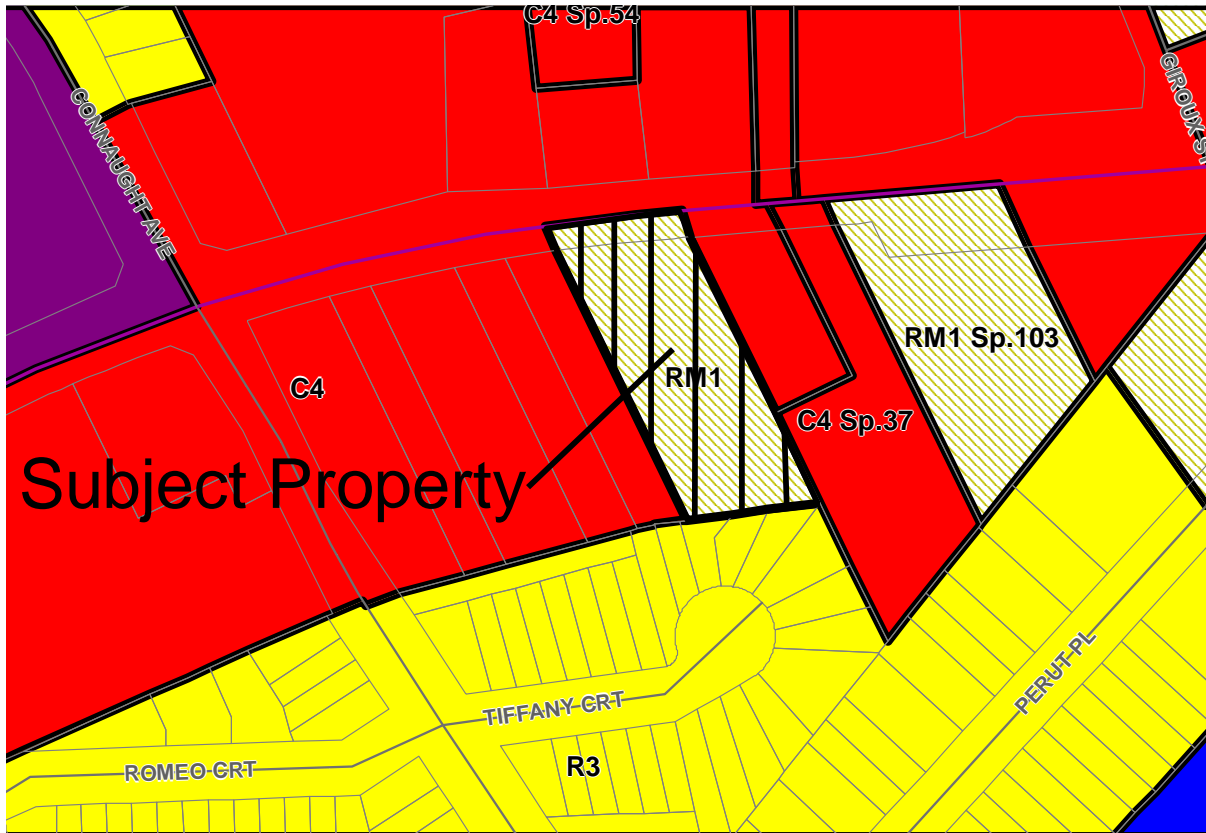 C4 Sp.54
GIROUX ST
CONNAUGHT AVE
RM1 Sp.103
RM1
C4
C4 Sp.37
Subject Property
PERUT PL
TIFFANY CRT
R3
ROMEO CRT